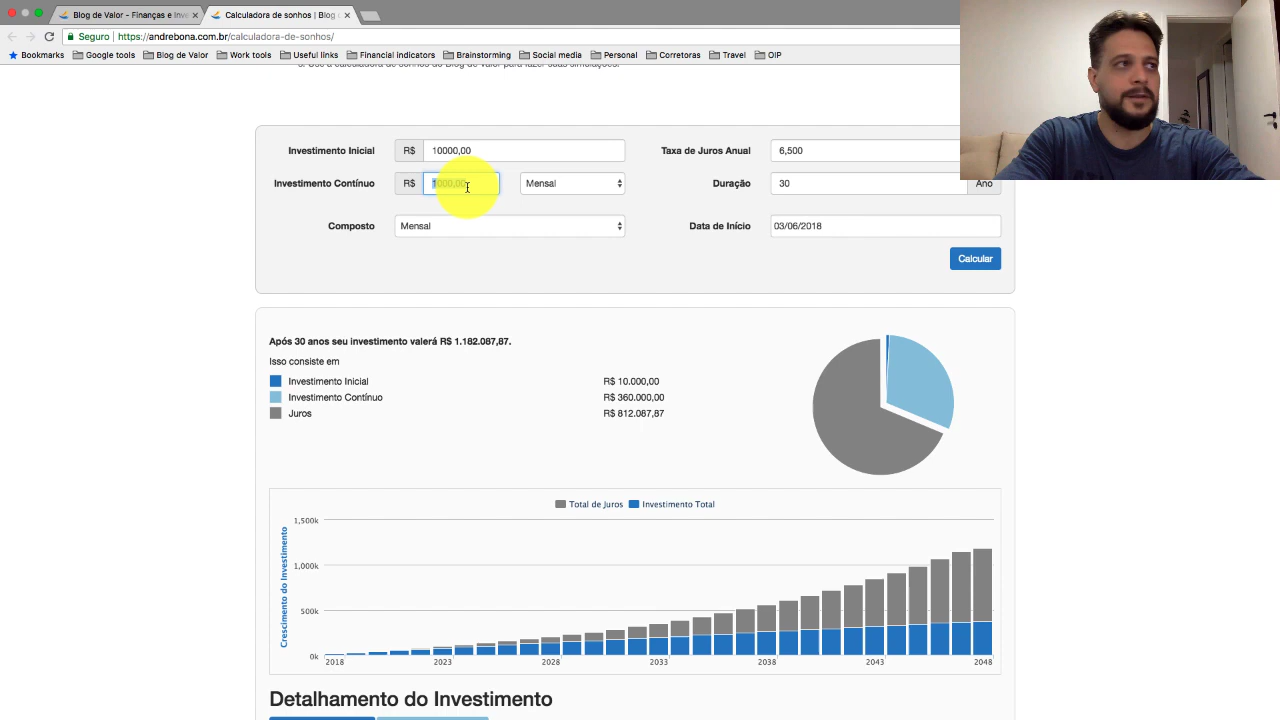 Blog de Valor - Finanças e inve
Calculadora de sonhos | Blog
Seguro | https://andrebona.com.br/calculadora-de-sonhos/
Bookmarks Google tools Blog de Valor Work tools Useful links Financial indicators Brainstorming Social media Personal Corretoras Travel OIP
Investimento Inicial R$ 10000,00 Taxa de Juros Anual 6,500
Investimento Contínuo R$ 1000,00 Mensal Duração 30 Ano
Composto Mensal Data de Início 03/06/2018
Calcular
Após 30 anos seu investimento valerá R$ 1.182.087,87.
Isso consiste em
Investimento Inicial R$ 10.000,00
Investimento Contínuo R$ 360.000,00
Juros R$ 812.087,87
Total de Juros Investimento Total
Crescimento do Investimento
1,500k
1,000k
500k
0k
2018 2023 2028 2033 2038 2043 2048
Detalhamento do Investimento